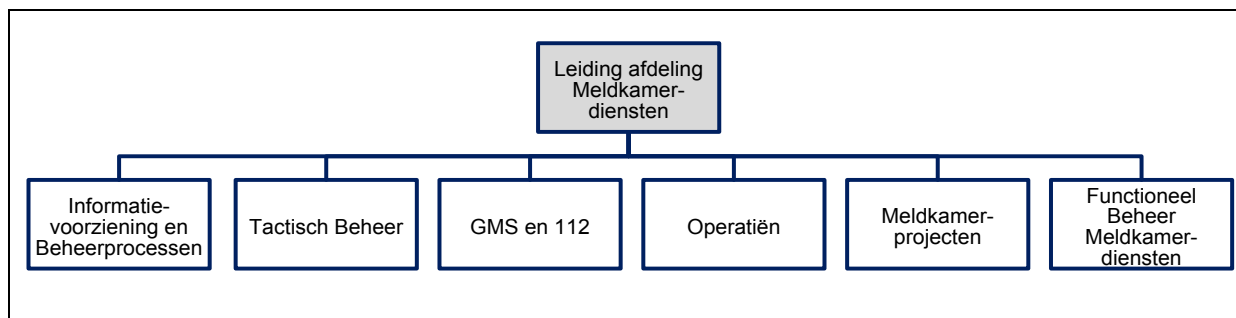 Leiding afdeling
Meldkamer-
diensten
Informatie-
voorziening en
Beheerprocessen
Tactisch Beheer
GMS en 112
Operatiën
Meldkamer-
projecten
Functioneel
Beheer
Meldkamer-
diensten